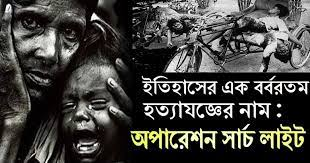 ইতিহাসের এক বর্বরতম
হত্যাযজ্ঞের নাম :
অপারেশন সার্চ লাইট